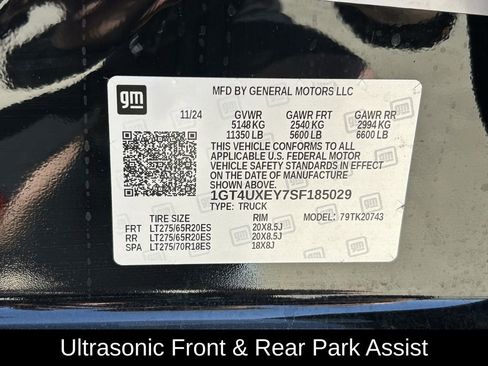 gm
MFD BY GENERAL MOTORS LLC
11/24 GVWR GAWR FRT GAWR RR
5148 KG 2540 KG 2994 KG
11350 LB 5600 LB 6600 LB
THIS VEHICLE CONFORMS TO ALL
APPLICABLE U.S. FEDERAL MOTOR
VEHICLE SAFETY STANDARDS IN EFFECT
ON THE DATE OF MANUFACTURE
1GT4UXEY7SF185029
TYPE: TRUCK MODEL: 79TK20743
TIRE SIZE RIM
FRT LT275/65R20ES 20X8.5J
RR LT275/65R20ES 20X8.5J
SPA LT275/70R18ES 18X8J
Ultrasonic Front & Rear Park Assist